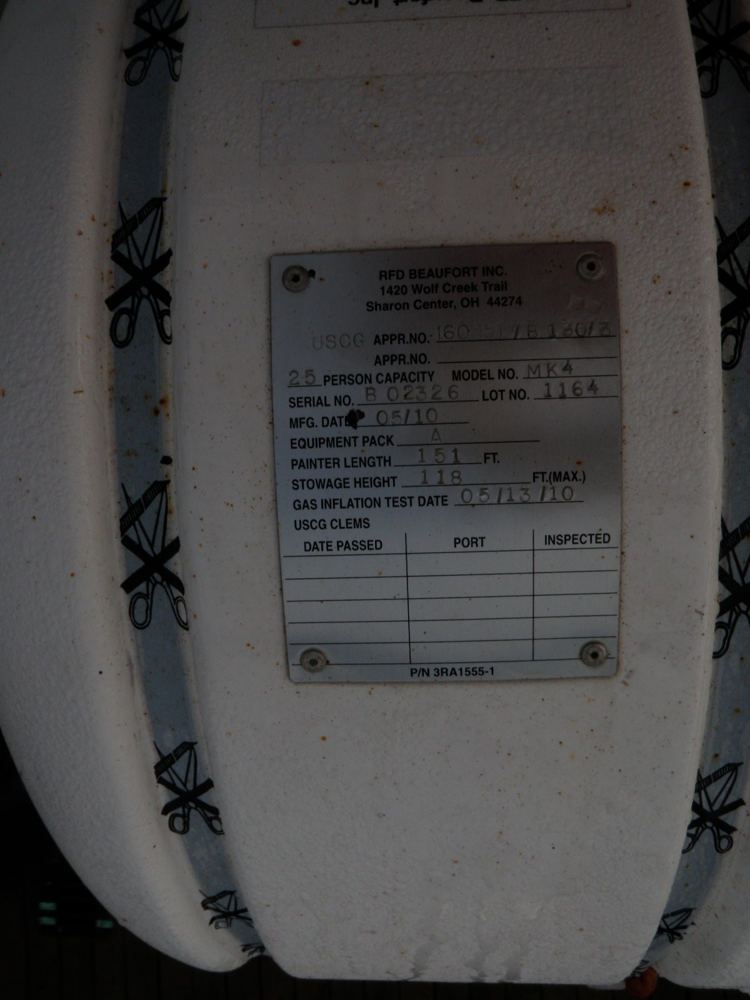 Beaufort, Inc
RFD BEAUFORT INC.
1420 Wolf Creek Trail
Sharon Center, OH 44274
USCG APPR.NO. 160 151 / B 130/3
APPR.NO.
25 PERSON CAPACITY MODEL NO. MK4
SERIAL NO. B 02326 LOT NO. 1164
MFG. DATE 05/10
EQUIPMENT PACK A
PAINTER LENGTH 151 FT.
STOWAGE HEIGHT 118 FT.(MAX.)
GAS INFLATION TEST DATE 05/13/10
USCG CLEMS
DATE PASSED PORT INSPECTED
P/N 3RA1555-1